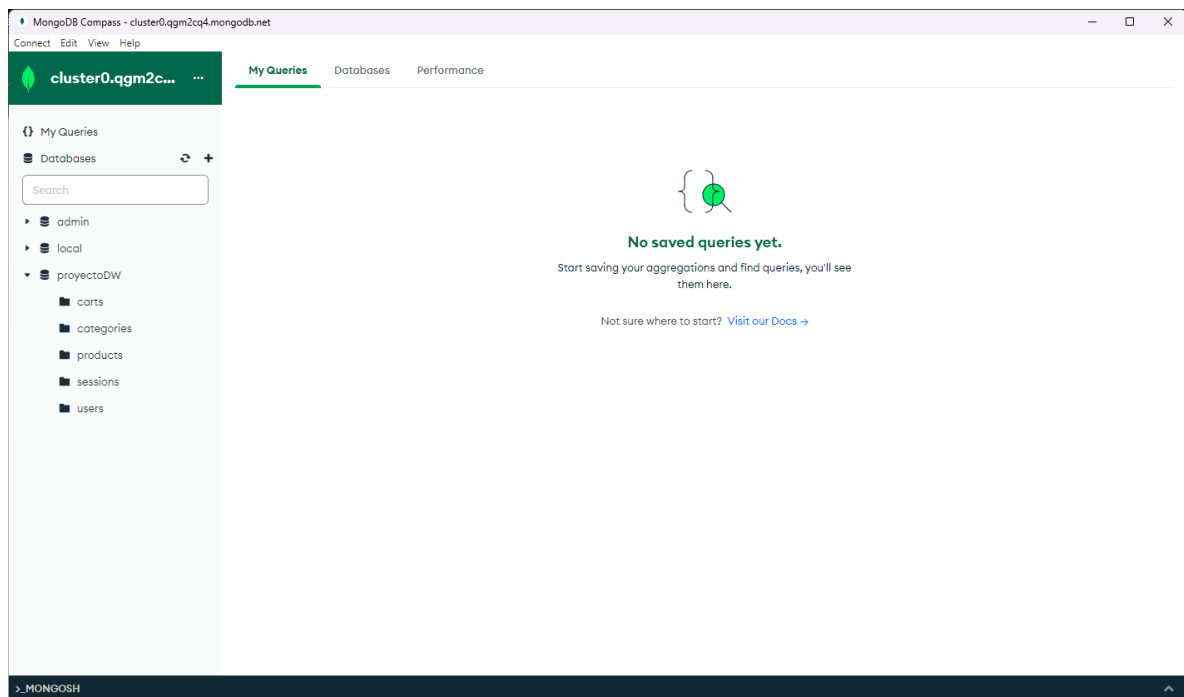 MongoDB Compass - cluster0.qgm2cq4.mongodb.net
Connect Edit View Help
cluster0.qgm2c... ...
My Queries Databases Performance
{} My Queries
Databases
Search
admin
local
proyectoDW
carts
categories
products
sessions
users
No saved queries yet.
Start saving your aggregations and find queries, you'll see
them here.
Not sure where to start? Visit our Docs →
>_MONGOSH